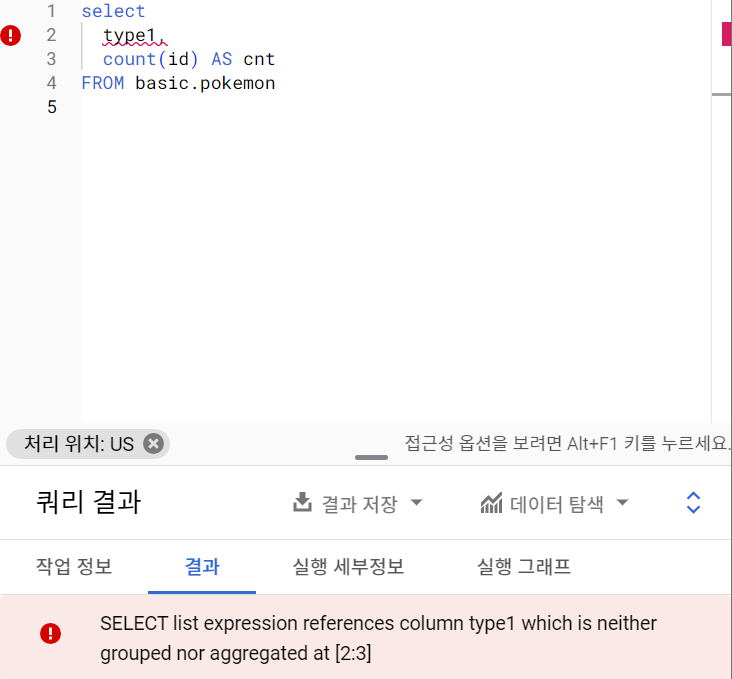 1 select
2 type1,
3 count(id) AS cnt
4 FROM basic.pokemon
5
처리 위치: US
접근성 옵션을 보려면 Alt+F1 키를 누르세요.
쿼리 결과 결과 저장 데이터 탐색
작업 정보 결과 실행 세부정보 실행 그래프
SELECT list expression references column type1 which is neither
grouped nor aggregated at [2:3]